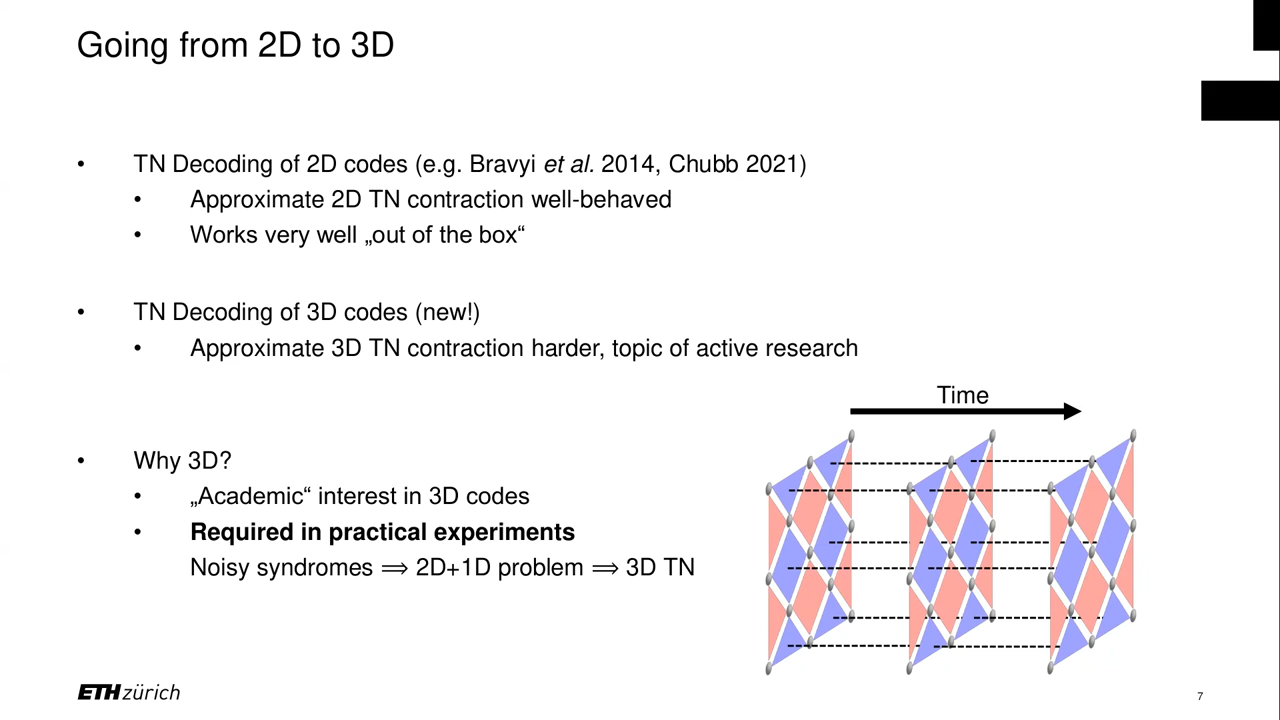 Going from 2D to 3D
• TN Decoding of 2D codes (e.g. Bravyi et al. 2014, Chubb 2021)
• Approximate 2D TN contraction well-behaved
• Works very well „out of the box“
• TN Decoding of 3D codes (new!)
• Approximate 3D TN contraction harder, topic of active research
Time
• Why 3D?
• „Academic“ interest in 3D codes
• Required in practical experiments
Noisy syndromes ⟹ 2D+1D problem ⟹ 3D TN
ETH zürich
7